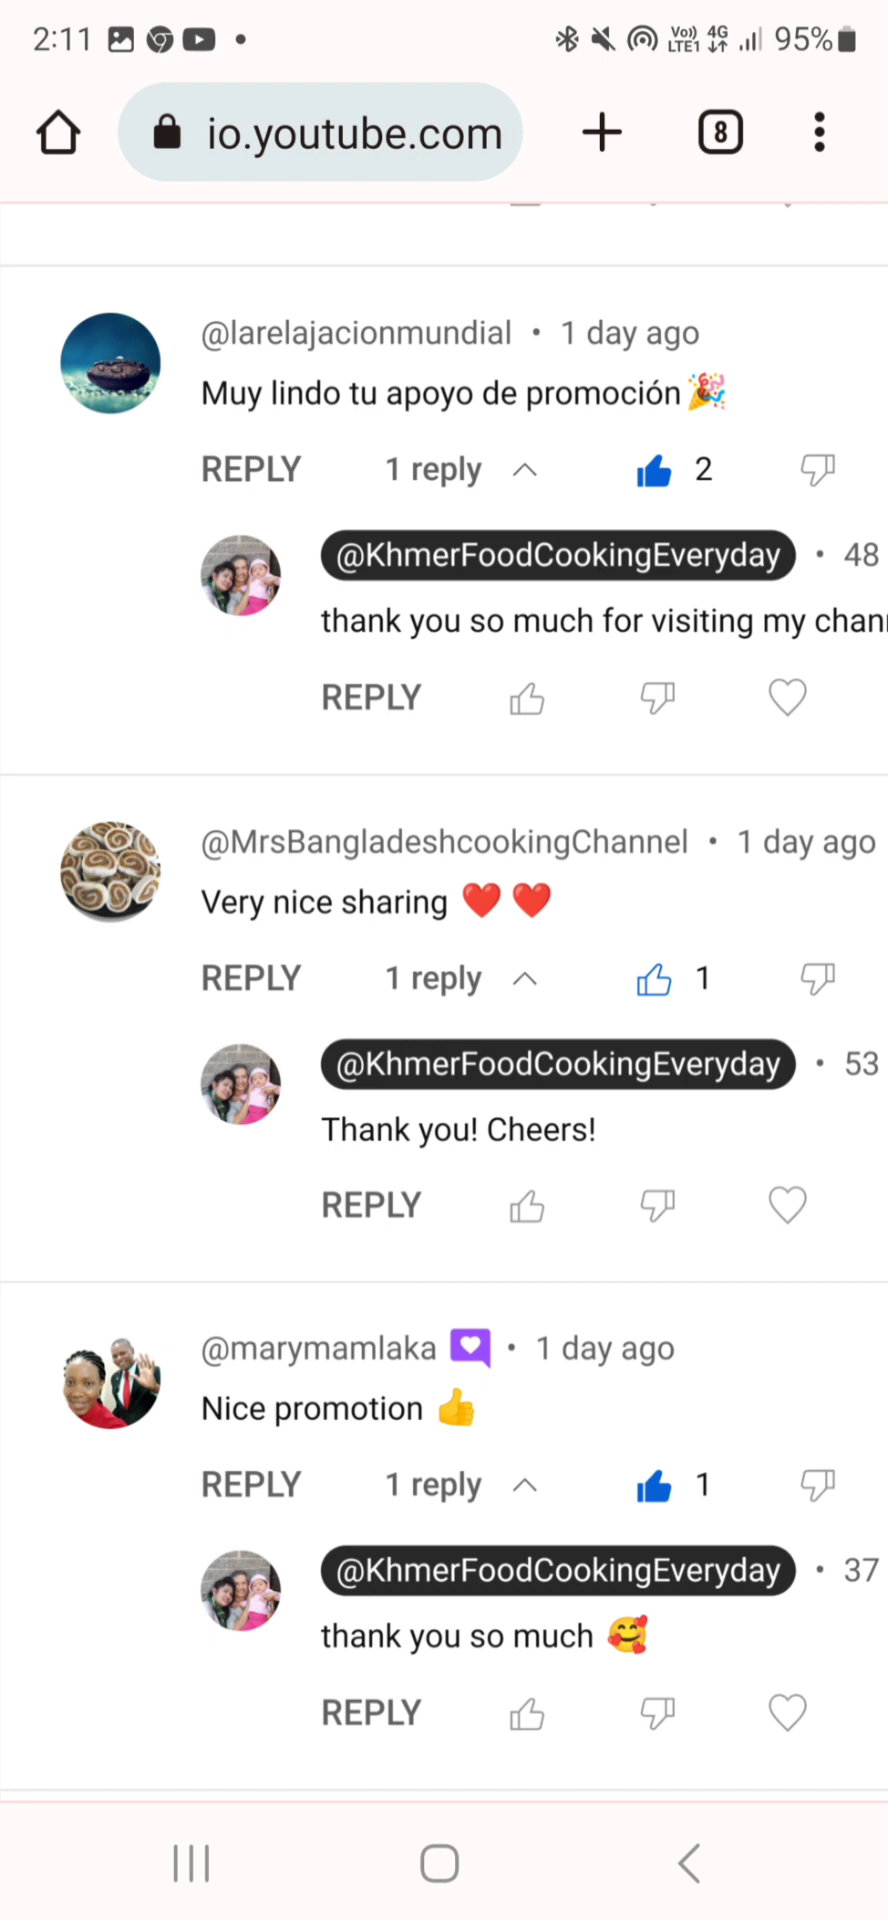 2:11 Vo)) LTE1 4G 95%
io.youtube.com 8
@larelajacionmundial • 1 day ago
Muy lindo tu apoyo de promoción🎉
REPLY 1 reply 2
@KhmerFoodCookingEveryday • 48
thank you so much for visiting my chan
REPLY
@MrsBangladeshcookingChannel • 1 day ago
Very nice sharing ❤️ ❤️
REPLY 1 reply 1
@KhmerFoodCookingEveryday • 53
Thank you! Cheers!
REPLY
@marymamlaka • 1 day ago
Nice promotion 👍
REPLY 1 reply 1
@KhmerFoodCookingEveryday • 37
thank you so much 🥰
REPLY